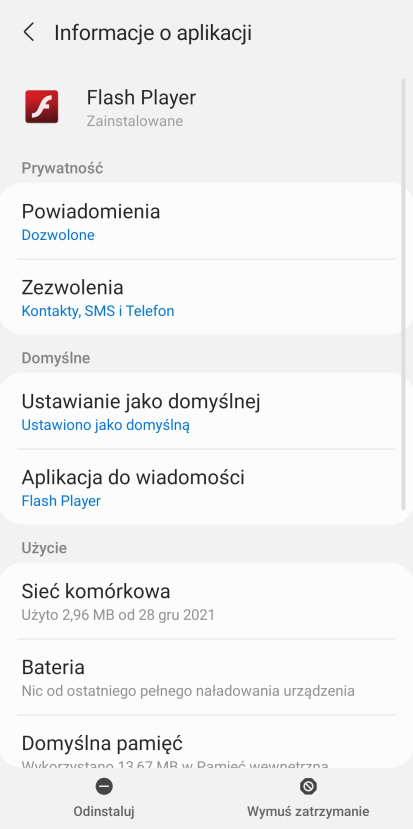 Informacje o aplikacji
Flash Player
Zainstalowane
Prywatność
Powiadomienia
Dozwolone
Zezwolenia
Kontakty, SMS i Telefon
Domyślne
Ustawianie jako domyślnej
Ustawiono jako domyślną
Aplikacja do wiadomości
Flash Player
Użycie
Sieć komórkowa
Użyto 2,96 MB od 28 gru 2021
Bateria
Nic od ostatniego pełnego naładowania urządzenia
Domyślna pamięć
Wykorzystano 13,67 MB w Pamięć wewnętrzna
Odinstaluj
Wymuś zatrzymanie